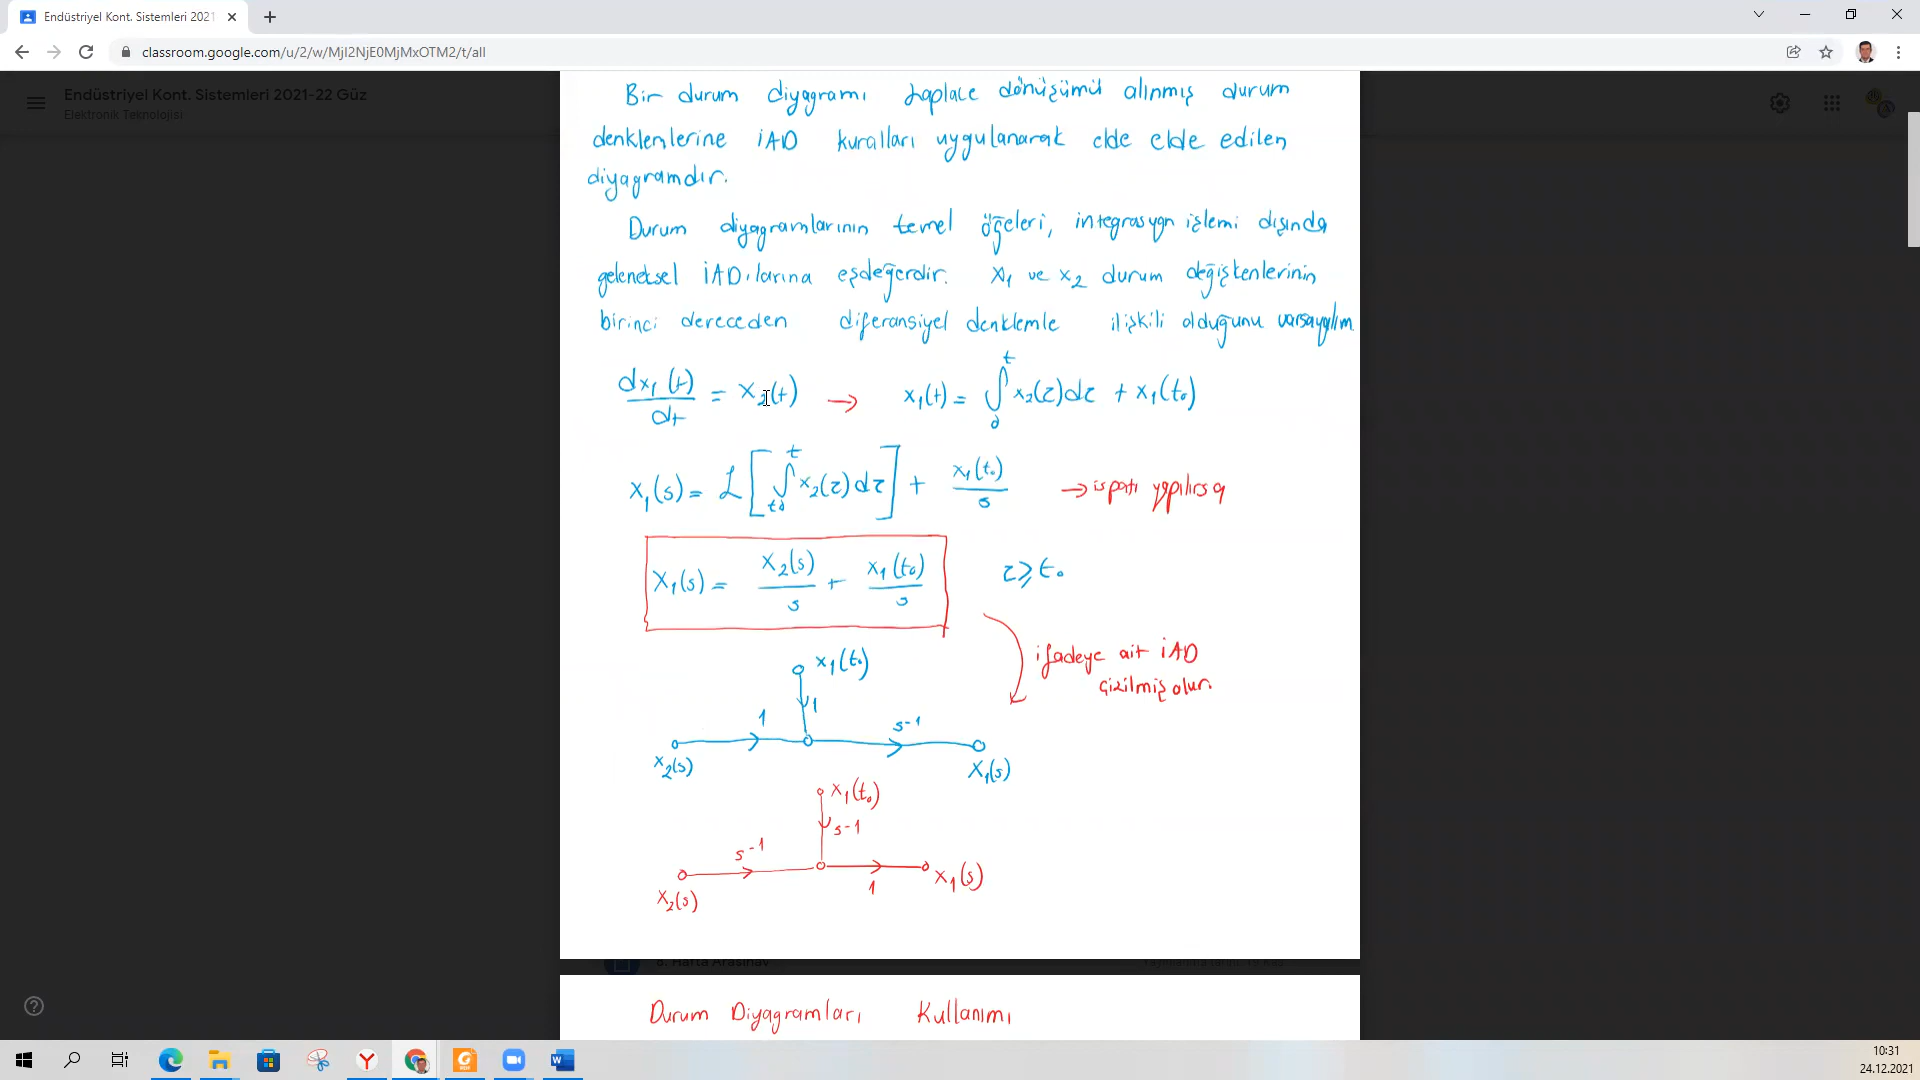 Endüstriyel Kont. Sistemleri 2021
classroom.google.com/u/2/w/MjI2NjE0MjMxOTM2/t/all
Endüstriyel Kont. Sistemleri 2021-22 Güz
Elektronik Teknolojisi
Bir durum diyagramı Laplace dönüşümü alınmış durum
denklemlerine İAD kuralları uygulanarak elde elde edilen
diyagramdır.
Durum diyagramlarının temel öğeleri, integrasyon işlemi dışında
geleneksel İAD'larına eşdeğerdir. x₁ ve x₂ durum değişkenlerinin
birinci dereceden diferansiyel denklemle ilişkili olduğunu varsayalım
dx₁(t)/dt = x₂(t) → x₁(t) = ∫₀ᵗ x₂(τ)dτ + x₁(t₀)
x₁(s) = ℒ[∫ₜ₀ᵗ x₂(τ)dτ] + x₁(t₀)/s → ispatı yapılırsa
X₁(s) = X₂(s)/s + x₁(t₀)/s τ ≥ t₀
ifadeye ait İAD
çizilmiş olur.
x₁(t₀)
1
1 s⁻¹
x₂(s) X₁(s)
x₁(t₀)
s-1
s⁻¹
1 x₁(s)
X₂(s)
8. Hafta Arasınav
Durum Diyagramları Kullanımı
10:31
24.12.2021